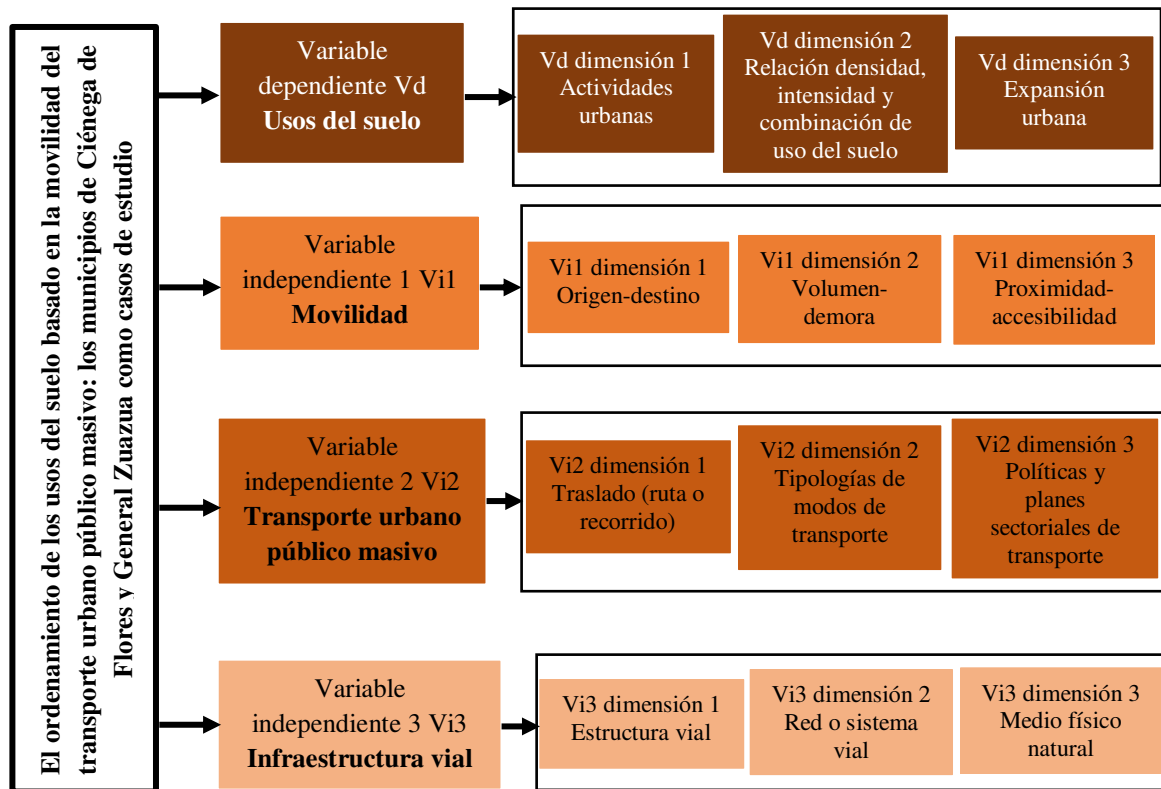 El ordenamiento de los usos del suelo basado en la movilidad del
transporte urbano público masivo: los municipios de Ciénega de
Flores y General Zuazua como casos de estudio
Variable
dependiente Vd
Usos del suelo
Vd dimensión 1
Actividades
urbanas
Vd dimensión 2
Relación densidad,
intensidad y
combinación de
uso del suelo
Vd dimensión 3
Expansión
urbana
Variable
independiente 1 Vi1
Movilidad
Vi1 dimensión 1
Origen-destino
Vi1 dimensión 2
Volumen-
demora
Vi1 dimensión 3
Proximidad-
accesibilidad
Variable
independiente 2 Vi2
Transporte urbano
público masivo
Vi2 dimensión 1
Traslado (ruta o
recorrido)
Vi2 dimensión 2
Tipologías de
modos de
transporte
Vi2 dimensión 3
Políticas y
planes
sectoriales de
transporte
Variable
independiente 3 Vi3
Infraestructura vial
Vi3 dimensión 1
Estructura vial
Vi3 dimensión 2
Red o sistema
vial
Vi3 dimensión 3
Medio físico
natural